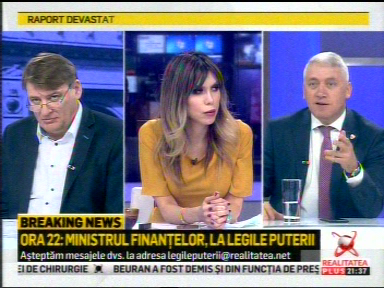 RAPORT DEVASTAT
BREAKING NEWS
ORA 22: MINISTRUL FINANȚELOR, LA LEGILE PUTERII
Așteptăm mesajele dvs. la adresa legileputerii@realitatea.net
EI DE CHIRURGIE • BEURAN A FOST DEMIS ȘI DIN FUNCȚIA DE PRES
REALITATEA
PLUS 21:37